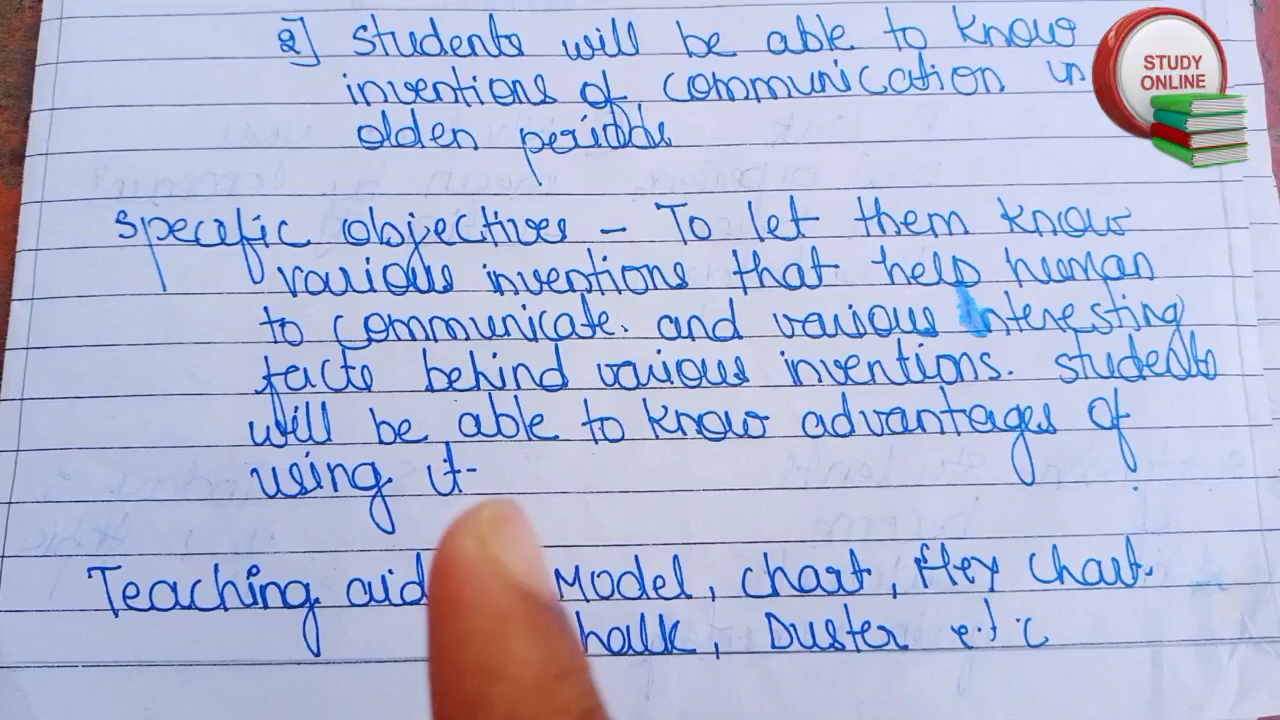 2] Students will be able to know
inventions of communication in
olden periods
STUDY
ONLINE
Specific objectives - To let them know
various inventions that help human
to communicate. and various interesting
facts behind various inventions. students
will be able to know advantages of
using it-
Teaching aid Model, chart, flex chart.
halk, Duster e.t.c